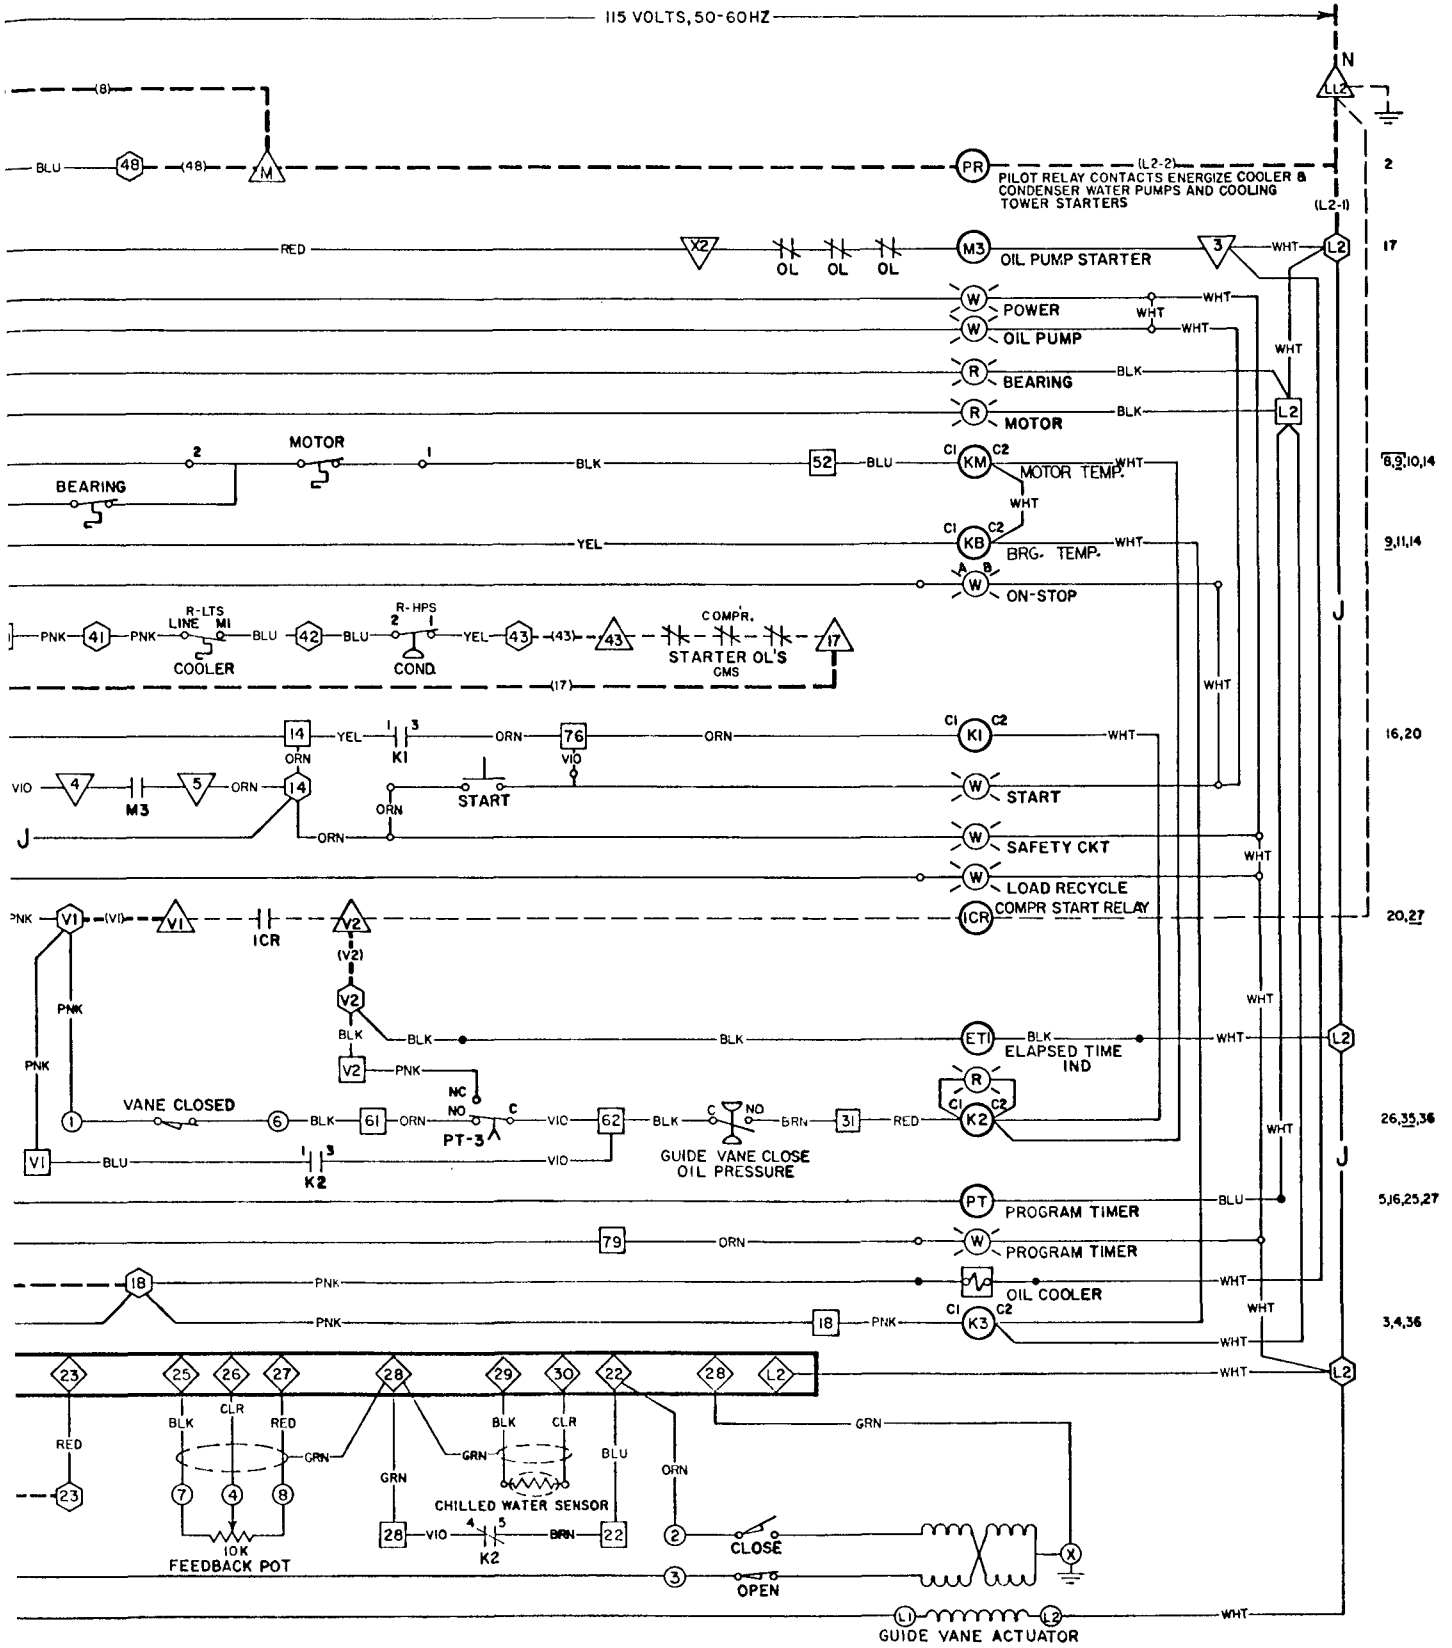 115 VOLTS, 50-60HZ
N
(8)
LL2
BLU 48 (48) M PR (L2-2) 2
PILOT RELAY CONTACTS ENERGIZE COOLER &
CONDENSER WATER PUMPS AND COOLING
TOWER STARTERS
(L2-1)
RED X2 OL OL OL M3 OIL PUMP STARTER 3 WHT L2 17
W POWER WHT
WHT
W OIL PUMP WHT
WHT
R BEARING BLK
R MOTOR BLK L2
2 MOTOR 1 BLK 52 BLU C1 KM C2 WHT 8,9,10,14
MOTOR TEMP.
BEARING
WHT
YEL C1 KB C2 WHT 9,11,14
BRG. TEMP.
A W B
ON-STOP
J
R-LTS R-HPS COMP'R.
PNK 41 PNK LINE M1 BLU 42 BLU 2 1 YEL 43 (43) 43 17
COOLER COND. STARTER OL'S
GMS
(17)
WHT
14 YEL 1 3 ORN 76 ORN C1 K1 C2 WHT 16,20
K1
ORN VIO
VIO 4 M3 5 ORN 14 ORN START W START
J ORN W SAFETY CKT
WHT
W LOAD RECYCLE
PNK V1 (V1) V1 1CR V2 1CR COMPR START RELAY 20,27
(V2)
V2
PNK WHT
BLK BLK BLK ETI BLK WHT L2
ELAPSED TIME
IND
PNK V2 PNK R
NC
1 VANE CLOSED 6 BLK 61 ORN NO C VIO 62 BLK C NO BRN 31 RED C1 K2 C2 26,35,36
PT-3
WHT
V1 BLU 1 3 VIO
K2
GUIDE VANE CLOSE
OIL PRESSURE
J
PT PROGRAM TIMER BLU 5,16,25,27
79 ORN W PROGRAM TIMER
18 PNK OIL COOLER WHT
PNK 18 PNK C1 K3 C2 WHT 3,4,36
WHT
23 25 26 27 28 29 30 22 28 L2 WHT L2
BLK CLR RED BLK CLR GRN
RED GRN GRN BLU
GRN ORN
23 7 4 8
CHILLED WATER SENSOR
10K
FEEDBACK POT
28 VIO 4 5 BRN 22 2 CLOSE
K2
X
3 OPEN
L1 L2 WHT
GUIDE VANE ACTUATOR